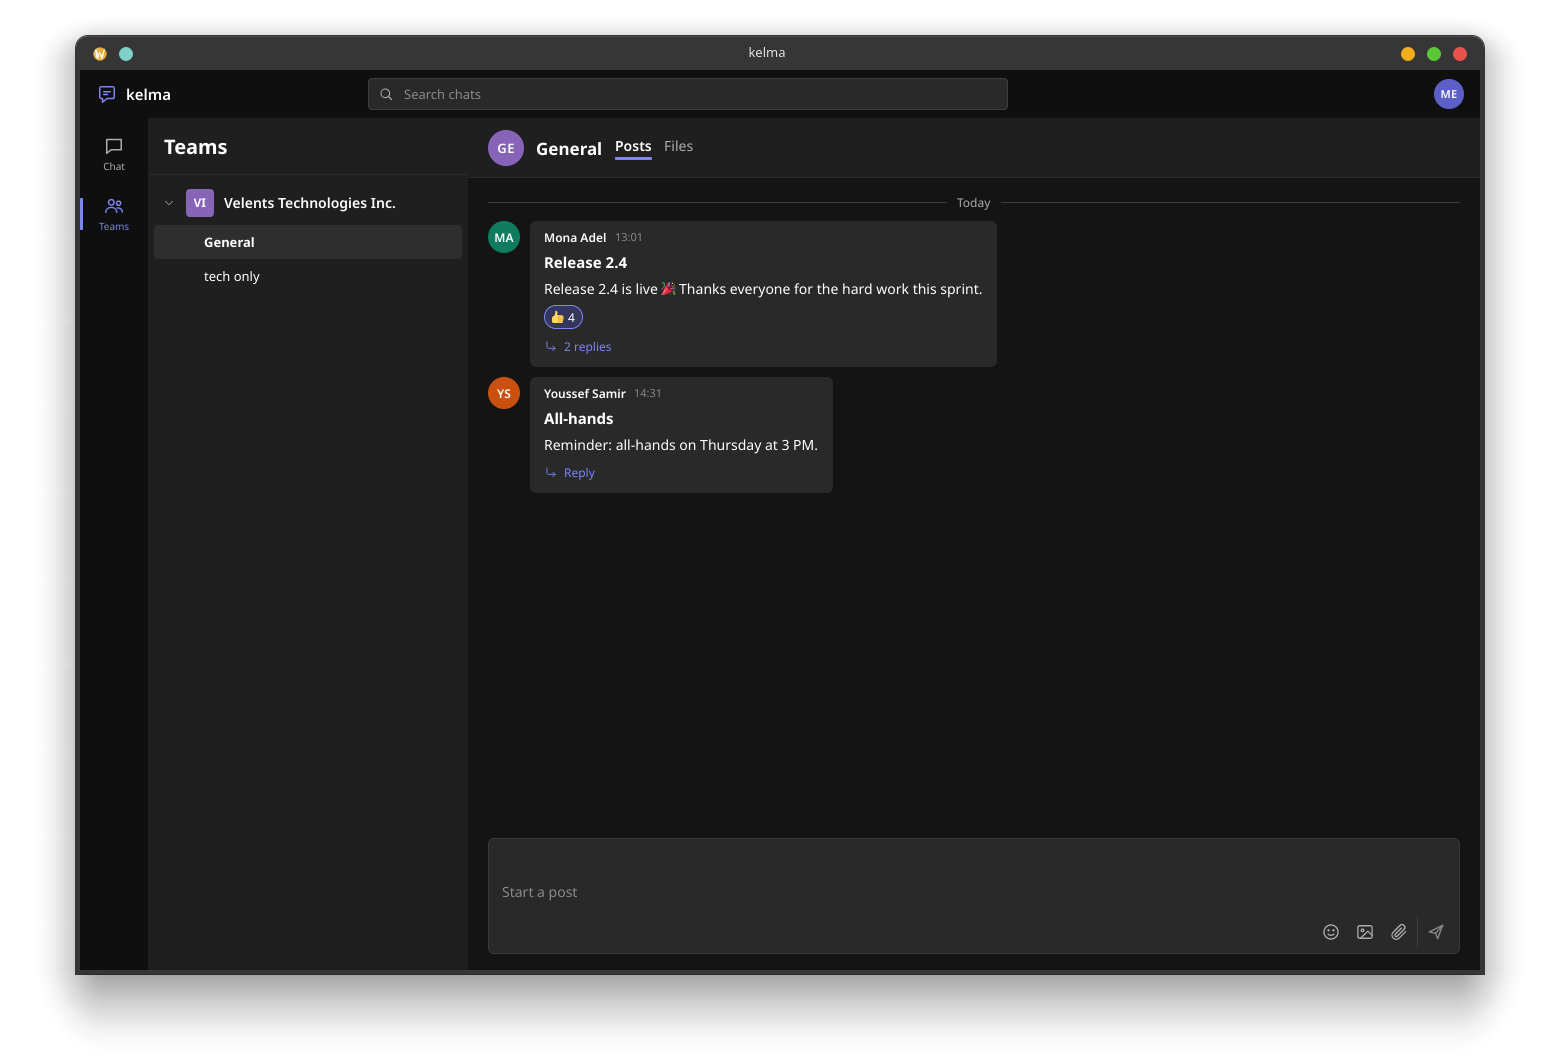 kelma
kelma
Search chats
ME
Chat
Teams
Teams
VI Velents Technologies Inc.
General
tech only
GE General Posts Files
Today
MA
Mona Adel 13:01
Release 2.4
Release 2.4 is live 🎉 Thanks everyone for the hard work this sprint.
👍 4
2 replies
YS
Youssef Samir 14:31
All-hands
Reminder: all-hands on Thursday at 3 PM.
Reply
Start a post